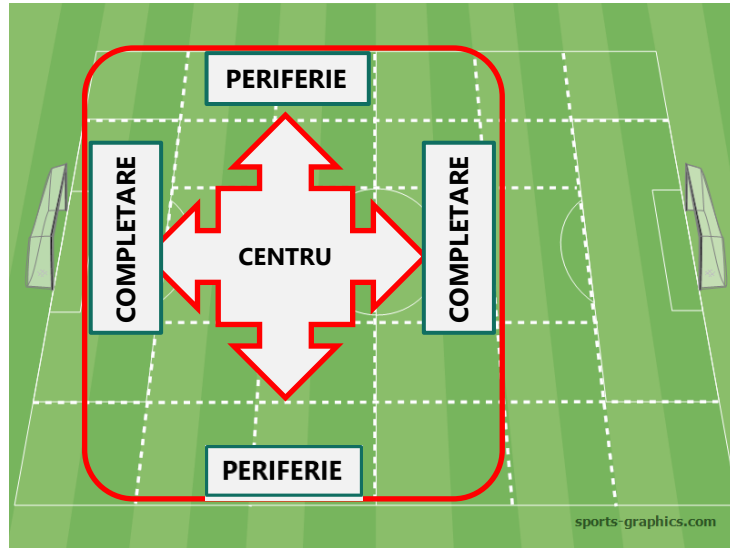 PERIFERIE
COMPLETARE
CENTRU
COMPLETARE
PERIFERIE
sports-graphics.com